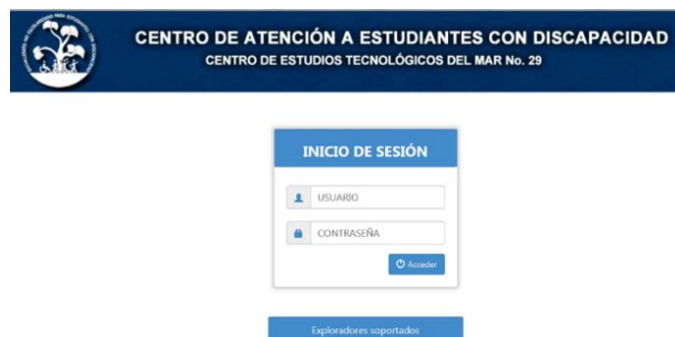 CENTRO DE ATENCIÓN A ESTUDIANTES CON DISCAPACIDAD
CENTRO DE ESTUDIOS TECNOLÓGICOS DEL MAR No. 29
INICIO DE SESIÓN
USUARIO
CONTRASEÑA
Acceder
Exploradores soportados